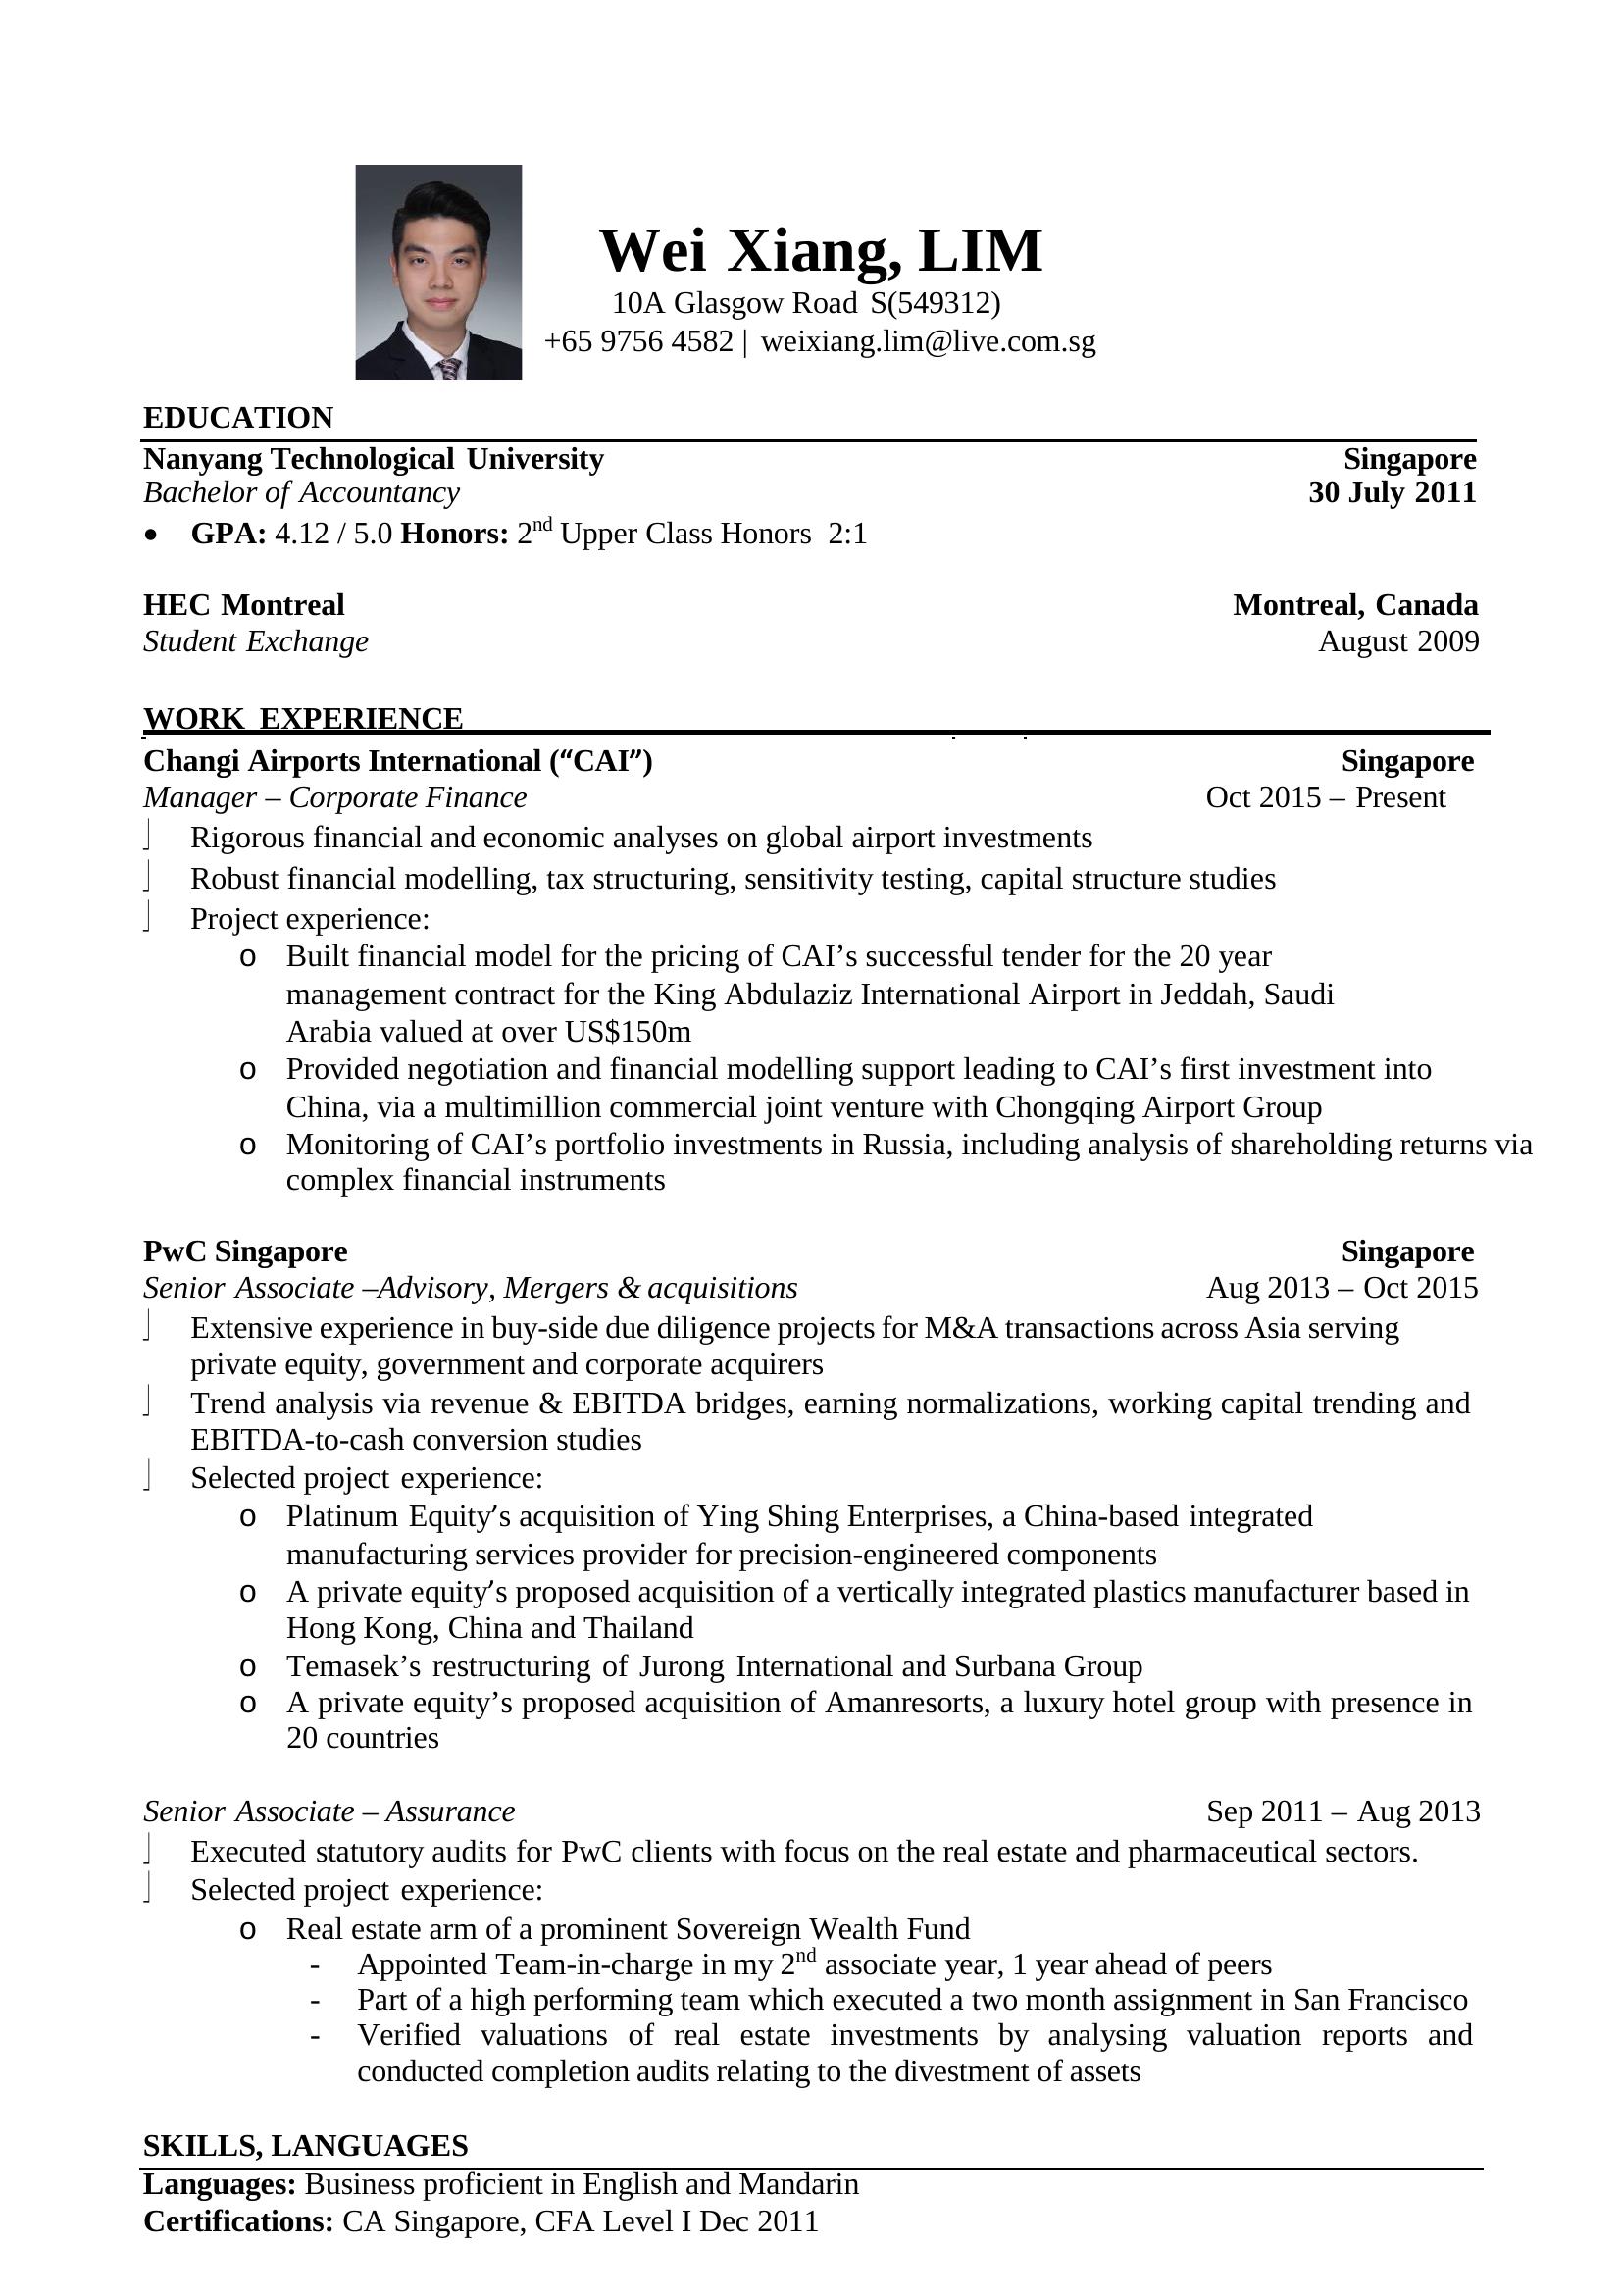 Wei Xiang, LIM
10A Glasgow Road S(549312)
+65 9756 4582 | weixiang.lim@live.com.sg
EDUCATION
Nanyang Technological University Singapore
Bachelor of Accountancy 30 July 2011
• GPA: 4.12 / 5.0 Honors: 2nd Upper Class Honors 2:1
HEC Montreal Montreal, Canada
Student Exchange August 2009
WORK EXPERIENCE
Changi Airports International (“CAI”) Singapore
Manager – Corporate Finance Oct 2015 – Present
Rigorous financial and economic analyses on global airport investments
Robust financial modelling, tax structuring, sensitivity testing, capital structure studies
Project experience:
o Built financial model for the pricing of CAI’s successful tender for the 20 year
management contract for the King Abdulaziz International Airport in Jeddah, Saudi
Arabia valued at over US$150m
o Provided negotiation and financial modelling support leading to CAI’s first investment into
China, via a multimillion commercial joint venture with Chongqing Airport Group
o Monitoring of CAI’s portfolio investments in Russia, including analysis of shareholding returns via
complex financial instruments
PwC Singapore Singapore
Senior Associate –Advisory, Mergers & acquisitions Aug 2013 – Oct 2015
Extensive experience in buy-side due diligence projects for M&A transactions across Asia serving
private equity, government and corporate acquirers
Trend analysis via revenue & EBITDA bridges, earning normalizations, working capital trending and
EBITDA-to-cash conversion studies
Selected project experience:
o Platinum Equity’s acquisition of Ying Shing Enterprises, a China-based integrated
manufacturing services provider for precision-engineered components
o A private equity’s proposed acquisition of a vertically integrated plastics manufacturer based in
Hong Kong, China and Thailand
o Temasek’s restructuring of Jurong International and Surbana Group
o A private equity’s proposed acquisition of Amanresorts, a luxury hotel group with presence in
20 countries
Senior Associate – Assurance Sep 2011 – Aug 2013
Executed statutory audits for PwC clients with focus on the real estate and pharmaceutical sectors.
Selected project experience:
o Real estate arm of a prominent Sovereign Wealth Fund
- Appointed Team-in-charge in my 2nd associate year, 1 year ahead of peers
- Part of a high performing team which executed a two month assignment in San Francisco
- Verified valuations of real estate investments by analysing valuation reports and
conducted completion audits relating to the divestment of assets
SKILLS, LANGUAGES
Languages: Business proficient in English and Mandarin
Certifications: CA Singapore, CFA Level I Dec 2011